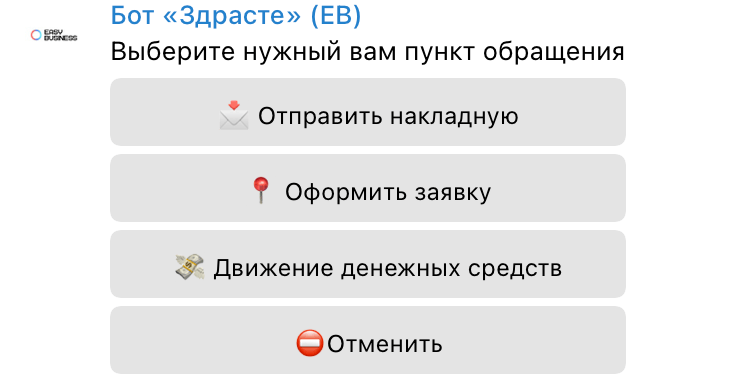 Бот «Здрасте» (ЕВ)
EASY
BUSINESS
Выберите нужный вам пункт обращения
Отправить накладную
Оформить заявку
Движение денежных средств
Отменить